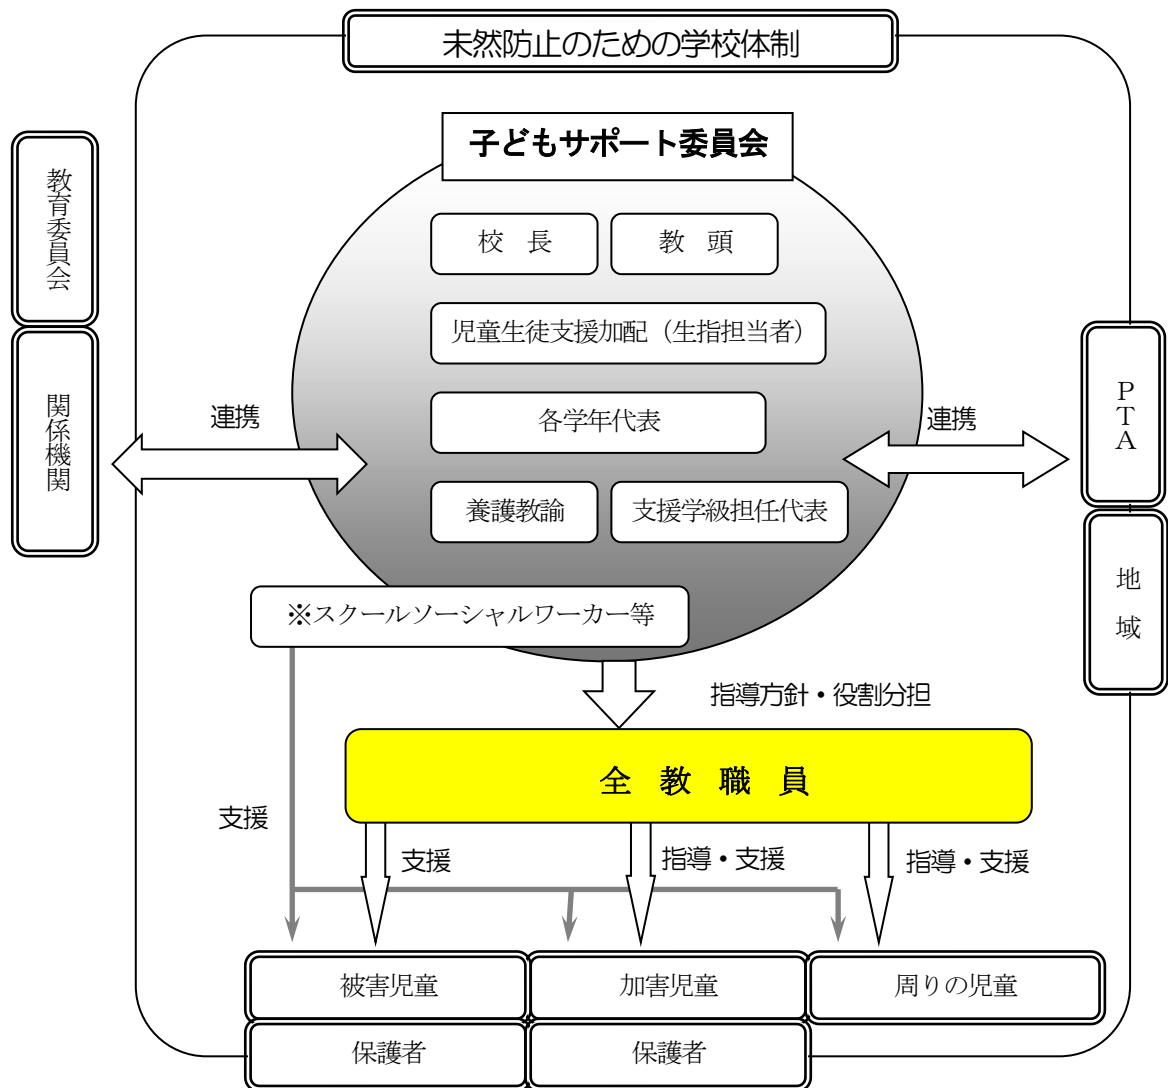 未然防止のための学校体制
子どもサポート委員会
校　長
教　頭
児童生徒支援加配（生指担当者）
各学年代表
養護教諭
支援学級担任代表
※スクールソーシャルワーカー等
教育委員会
関係機関
連携
連携
ＰＴＡ
地　域
指導方針・役割分担
全　教　職　員
支援
支援
指導・支援
指導・支援
被害児童
加害児童
周りの児童
保護者
保護者